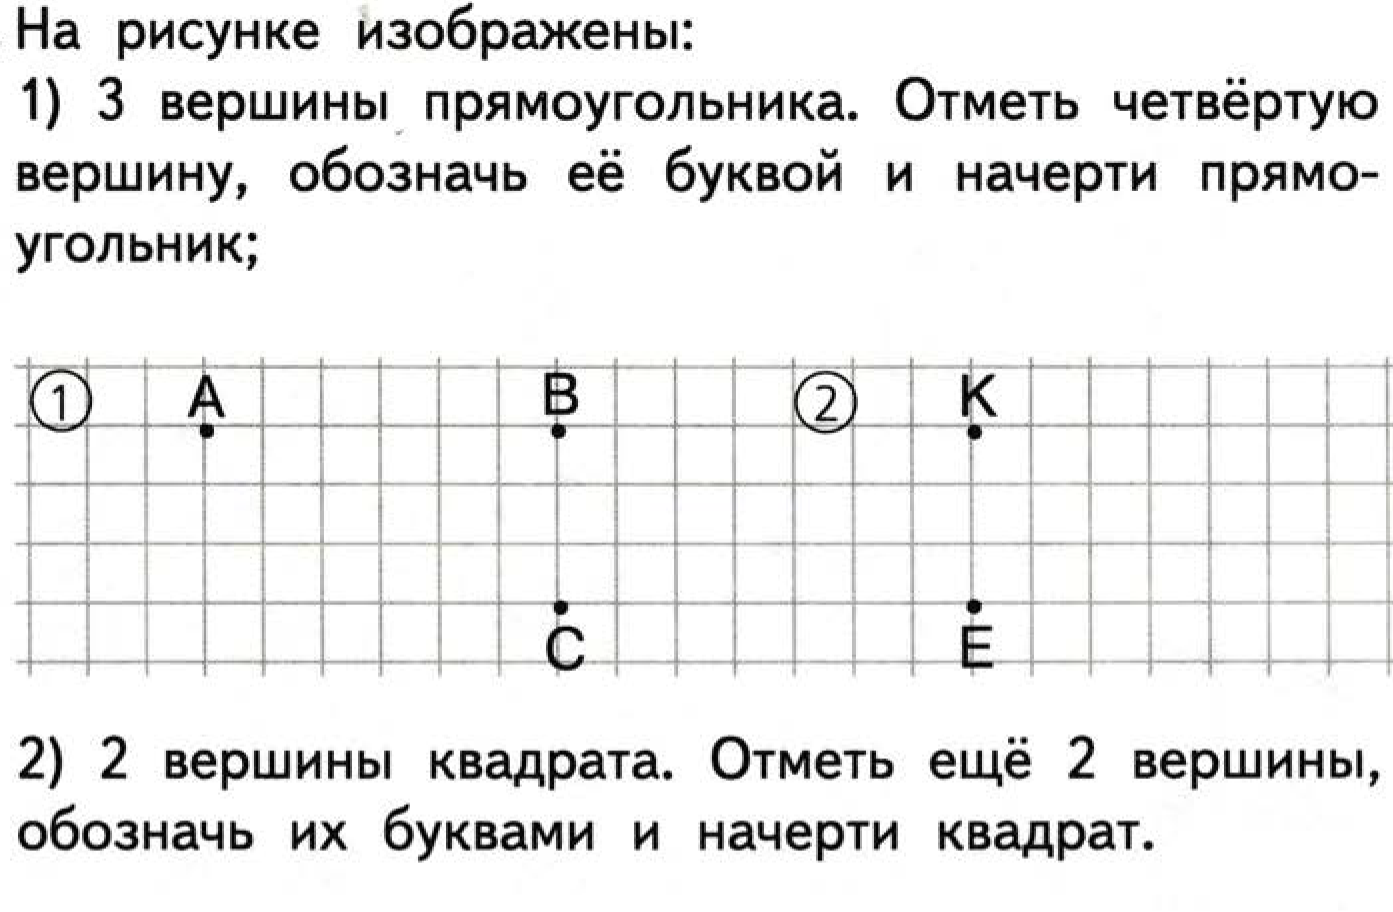 На рисунке изображены:
1) 3 вершины прямоугольника. Отметь четвёртую
вершину, обозначь её буквой и начерти прямо-
угольник;
1 A B 2 K
C E
2) 2 вершины квадрата. Отметь ещё 2 вершины,
обозначь их буквами и начерти квадрат.